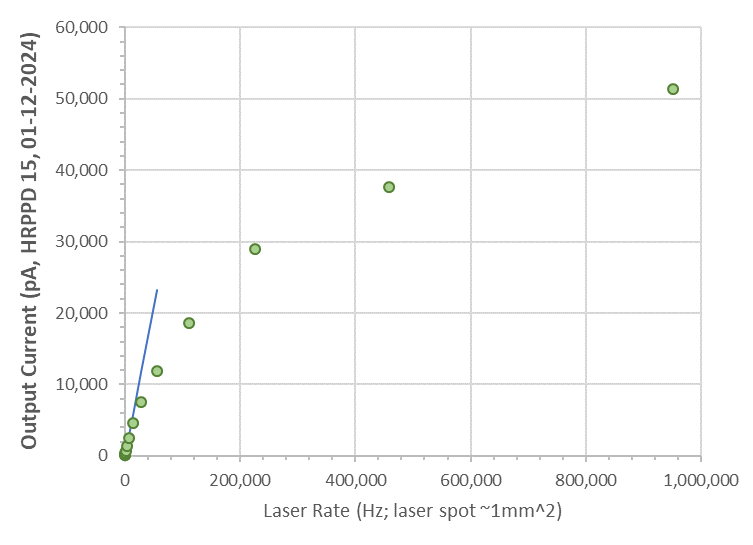 60,000
50,000
40,000
30,000
20,000
10,000
0
Output Current (pA, HRPPD 15, 01-12-2024)
0 200,000 400,000 600,000 800,000 1,000,000
Laser Rate (Hz; laser spot ~1mm^2)